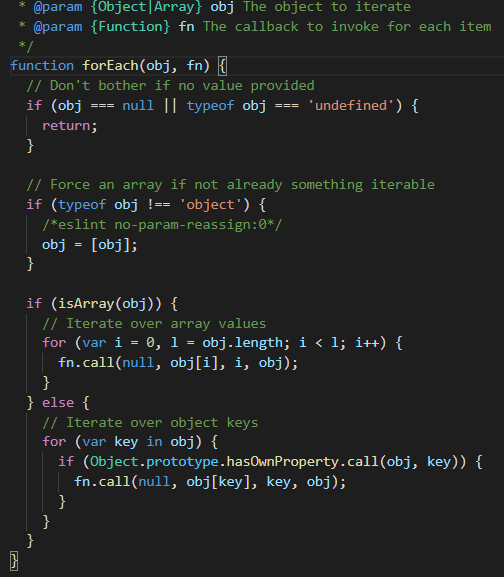 * @param {Object|Array} obj The object to iterate
* @param {Function} fn The callback to invoke for each item
*/
function forEach(obj, fn) {
// Don't bother if no value provided
if (obj === null || typeof obj === 'undefined') {
return;
}
// Force an array if not already something iterable
if (typeof obj !== 'object') {
/*eslint no-param-reassign:0*/
obj = [obj];
}
if (isArray(obj)) {
// Iterate over array values
for (var i = 0, l = obj.length; i < l; i++) {
fn.call(null, obj[i], i, obj);
}
} else {
// Iterate over object keys
for (var key in obj) {
if (Object.prototype.hasOwnProperty.call(obj, key)) {
fn.call(null, obj[key], key, obj);
}
}
}
}